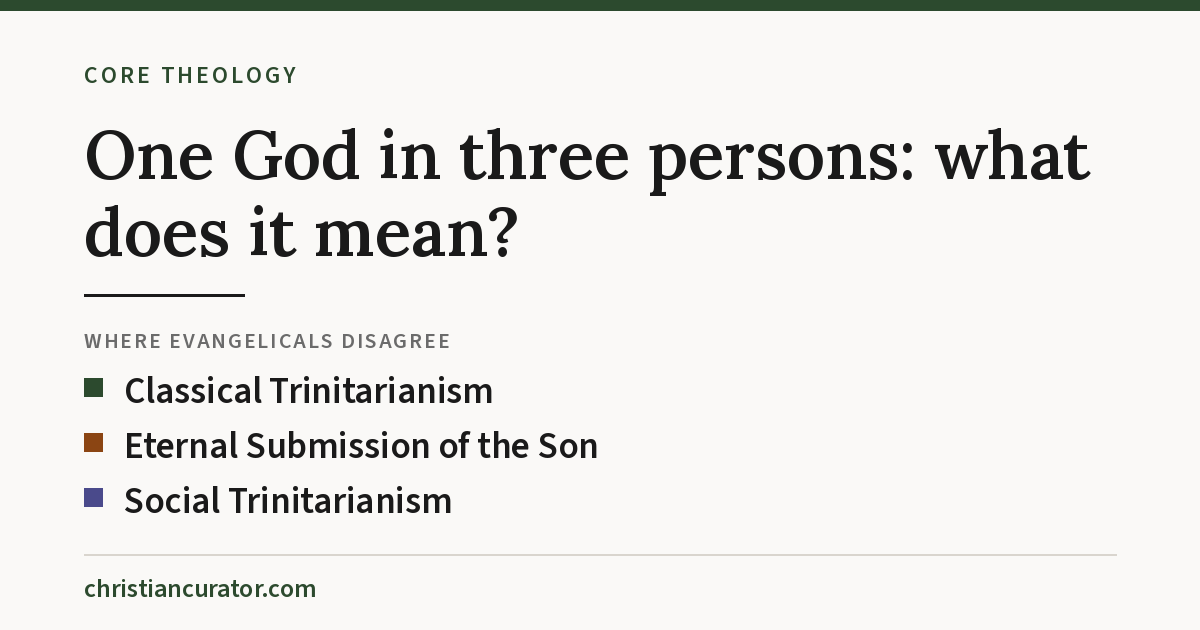 CORE THEOLOGY
One God in three persons: what
does it mean?
WHERE EVANGELICALS DISAGREE
Classical Trinitarianism
Eternal Submission of the Son
Social Trinitarianism
christiancurator.com